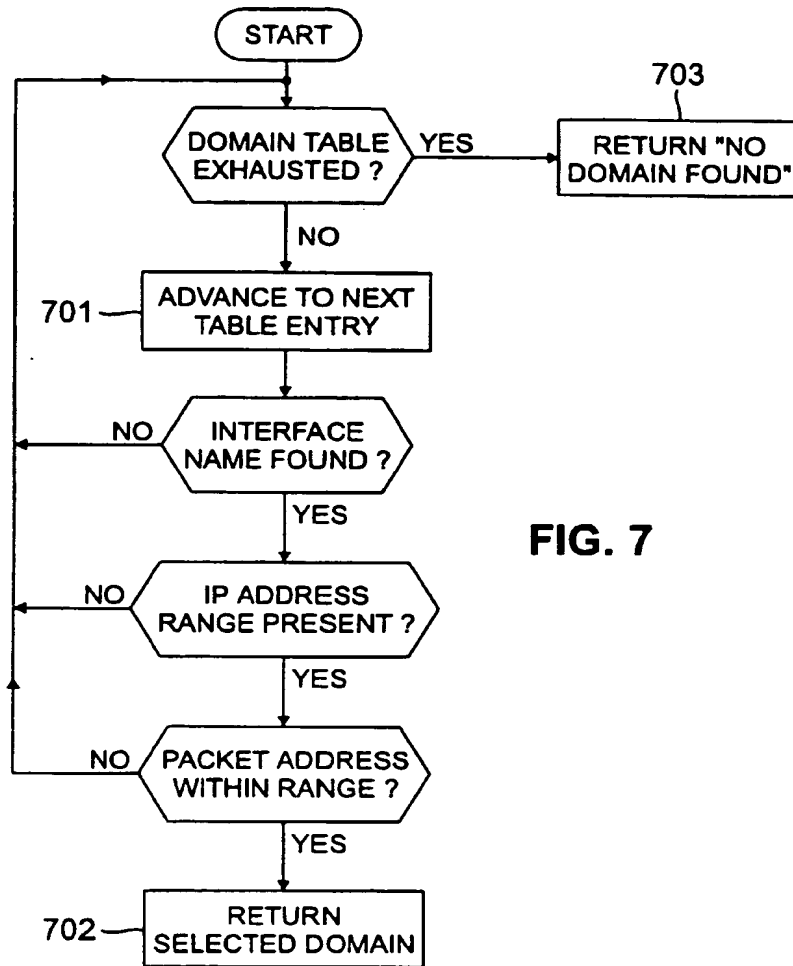 START
703
DOMAIN TABLE
EXHAUSTED ?
YES
RETURN "NO
DOMAIN FOUND"
NO
701
ADVANCE TO NEXT
TABLE ENTRY
NO
INTERFACE
NAME FOUND ?
YES
FIG. 7
NO
IP ADDRESS
RANGE PRESENT ?
YES
NO
PACKET ADDRESS
WITHIN RANGE ?
YES
702
RETURN
SELECTED DOMAIN